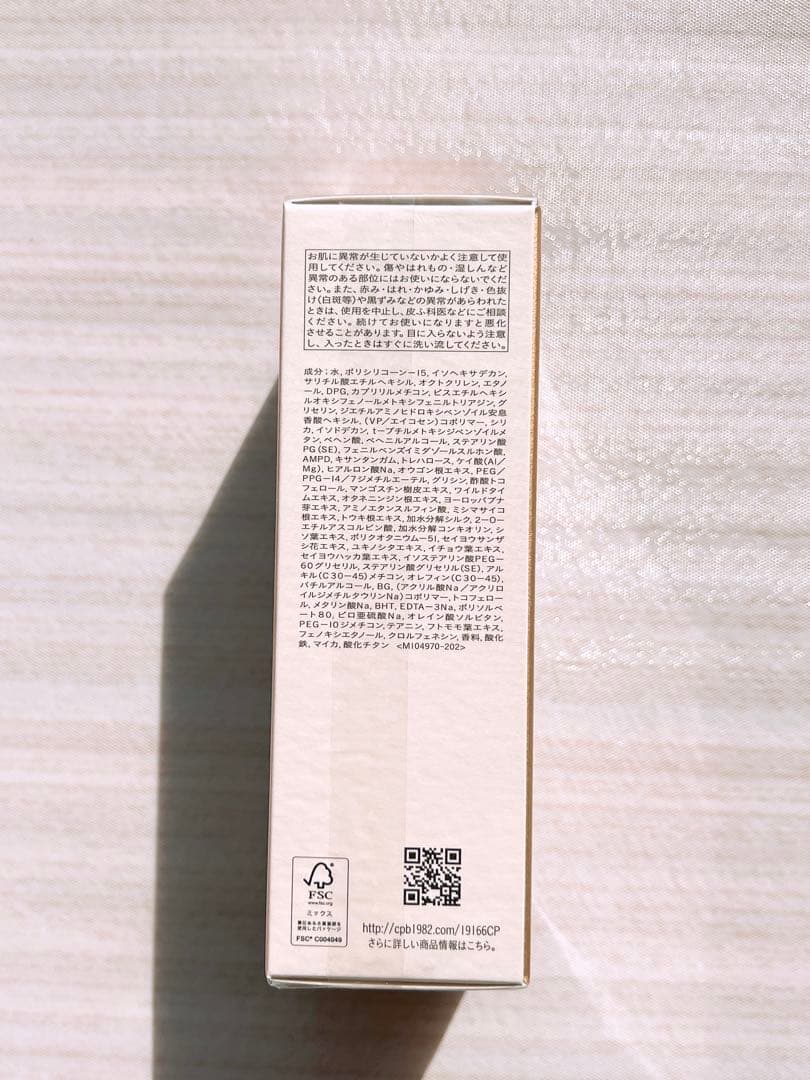 お肌に異常が生じていないかよく注意して使
用してください。傷やはれもの・湿しんなど
異常のある部位にはお使いにならないでくだ
さい。また、赤み・はれ・かゆみ・しげき・色抜
け(白斑等)や黒ずみなどの異常があらわれた
ときは、使用を中止し、皮ふ科医などにご相談
ください。続けてお使いになりますと悪化
させることがあります。目に入らないよう注意
し、入ったときはすぐに洗い流してください。
成分；水，ポリシリコーン－15，イソヘキサデカン，
サリチル酸エチルヘキシル，オクトクリレン，エタノ
ール，DPG，カプリリルメチコン，ビスエチルヘキシ
ルオキシフェノールメトキシフェニルトリアジン，グ
リセリン，ジエチルアミノヒドロキシベンゾイル安息
香酸ヘキシル，（VP／エイコセン）コポリマー，シリ
カ，イソドデカン，t－ブチルメトキシジベンゾイルメ
タン，ベヘン酸，ベヘニルアルコール，ステアリン酸
PG（SE），フェニルベンズイミダゾールスルホン酸，
AMPD，キサンタンガム，トレハロース，ケイ酸（Al／
Mg），ヒアルロン酸Na，オウゴン根エキス，PEG／
PPG－14／7ジメチルエーテル，グリシン，酢酸トコ
フェロール，マンゴスチン樹皮エキス，ワイルドタイ
ムエキス，オタネニンジン根エキス，ヨーロッパブナ
芽エキス，アミノエタンスルフィン酸，ミシマサイコ
根エキス，トウキ根エキス，加水分解シルク，2－O－
エチルアスコルビン酸，加水分解コンキオリン，シ
ソ葉エキス，ポリクオタニウム－51，セイヨウサンザ
シ花エキス，ユキノシタエキス，イチョウ葉エキス，
セイヨウハッカ葉エキス，イソステアリン酸PEG－
60グリセリル，ステアリン酸グリセリル（SE），アル
キル（C30－45）メチコン，オレフィン（C30－45），
バチルアルコール，BG，（アクリル酸Na／アクリロ
イルジメチルタウリンNa）コポリマー，トコフェロー
ル，メタリン酸Na，BHT，EDTA－3Na，ポリソルベ
ート80，ピロ亜硫酸Na，オレイン酸ソルビタン，
PEG－10ジメチコン，テアニン，フトモモ葉エキス，
フェノキシエタノール，クロルフェネシン，香料，酸化
鉄，マイカ，酸化チタン <M104970-202>
FSC
www.fsc.org
ミックス
責任ある木質資源を
使用したパッケージ
FSC® C004049
http://cpb1982.com/19166CP
さらに詳しい商品情報はこちら。